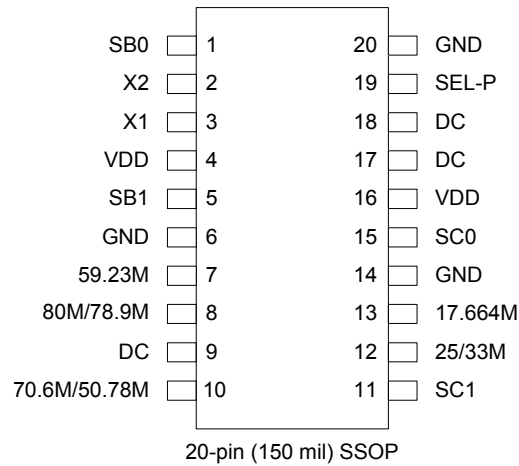 SB0 1 20 GND
X2 2 19 SEL-P
X1 3 18 DC
VDD 4 17 DC
SB1 5 16 VDD
GND 6 15 SC0
59.23M 7 14 GND
80M/78.9M 8 13 17.664M
DC 9 12 25/33M
70.6M/50.78M 10 11 SC1
20-pin (150 mil) SSOP